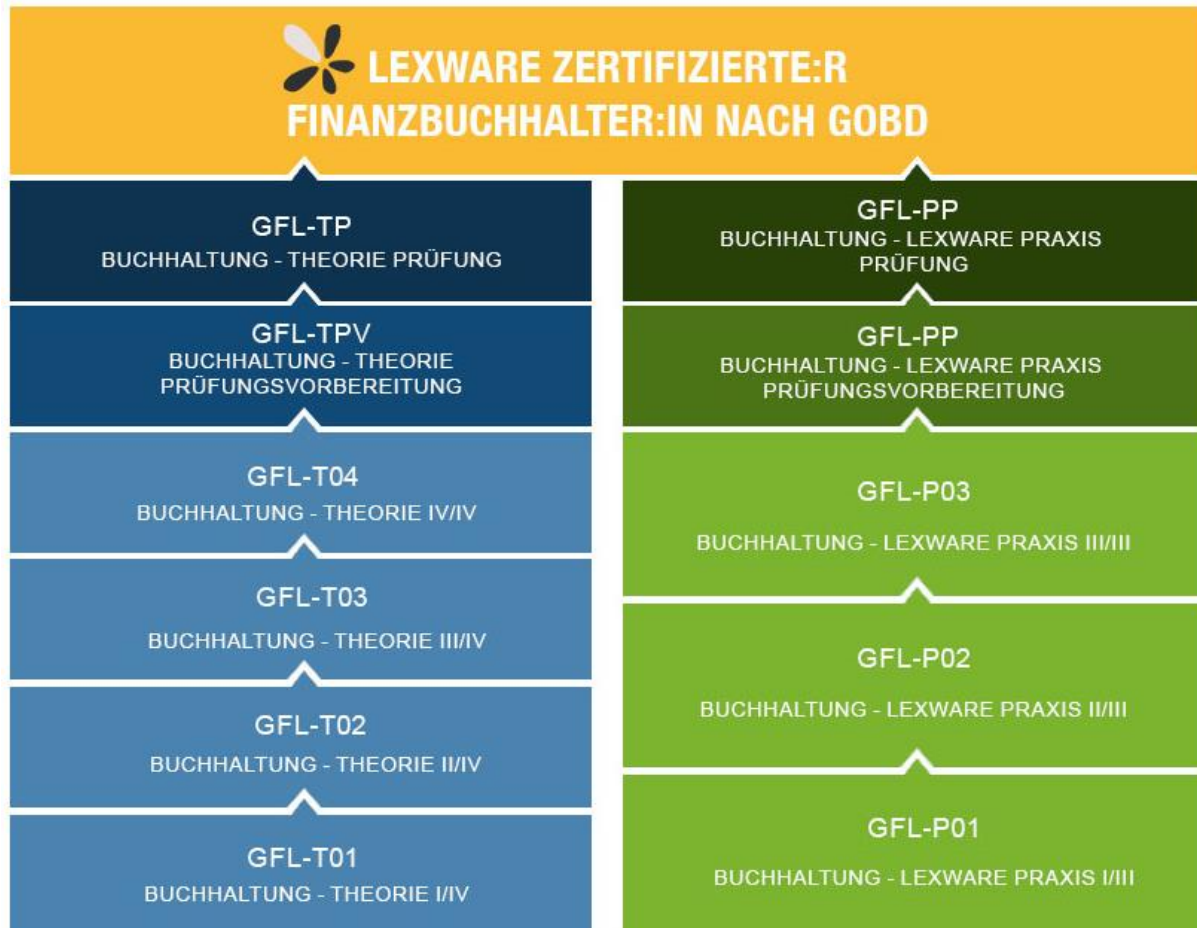 LEXWARE ZERTIFIZIERTE:R
FINANZBUCHHALTER:IN NACH GOBD
GFL-TP
BUCHHALTUNG - THEORIE PRÜFUNG
GFL-TPV
BUCHHALTUNG - THEORIE
PRÜFUNGSVORBEREITUNG
GFL-T04
BUCHHALTUNG - THEORIE IV/IV
GFL-T03
BUCHHALTUNG - THEORIE III/IV
GFL-T02
BUCHHALTUNG - THEORIE II/IV
GFL-T01
BUCHHALTUNG - THEORIE I/IV
GFL-PP
BUCHHALTUNG - LEXWARE PRAXIS
PRÜFUNG
GFL-PP
BUCHHALTUNG - LEXWARE PRAXIS
PRÜFUNGSVORBEREITUNG
GFL-P03
BUCHHALTUNG - LEXWARE PRAXIS III/III
GFL-P02
BUCHHALTUNG - LEXWARE PRAXIS II/III
GFL-P01
BUCHHALTUNG - LEXWARE PRAXIS I/III